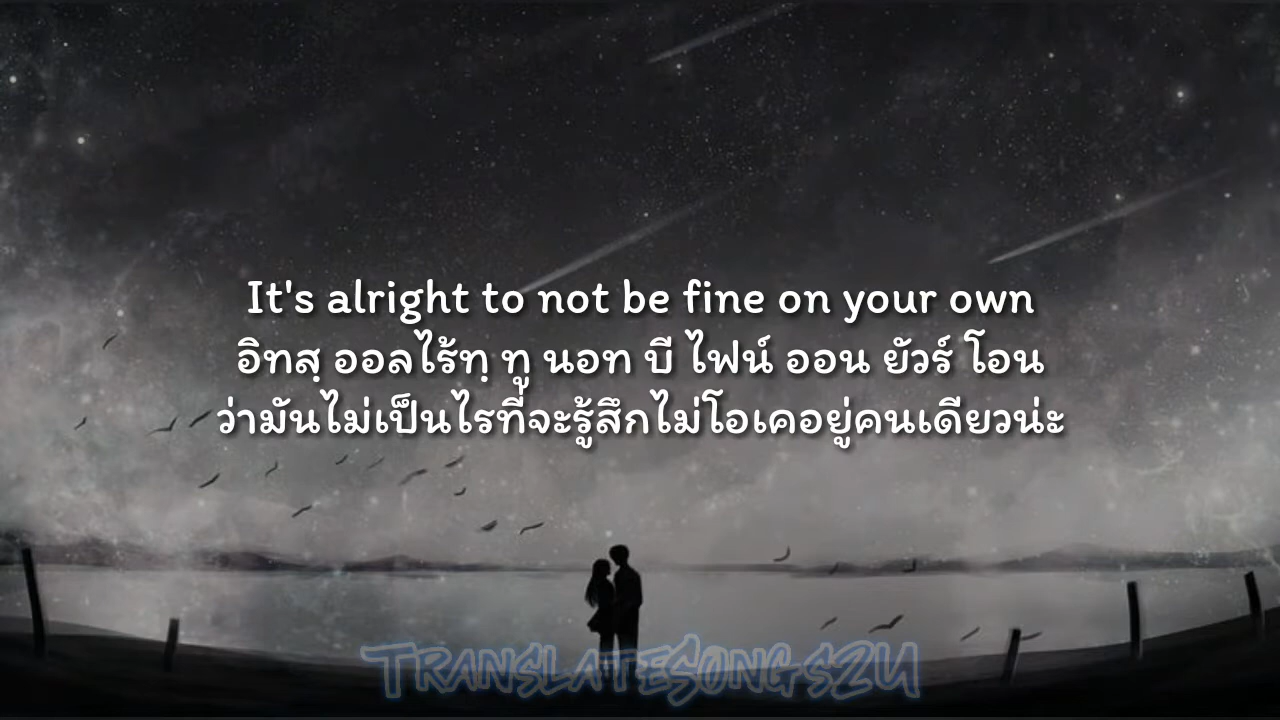 It's alright to not be fine on your own
อิทสฺ ออลไร้ทฺ ทู นอท บี ไฟน์ ออน ยัวร์ โอน
ว่ามันไม่เป็นไรที่จะรู้สึกไม่โอเคอยู่คนเดียวน่ะ
TRANSLATESONGS2U